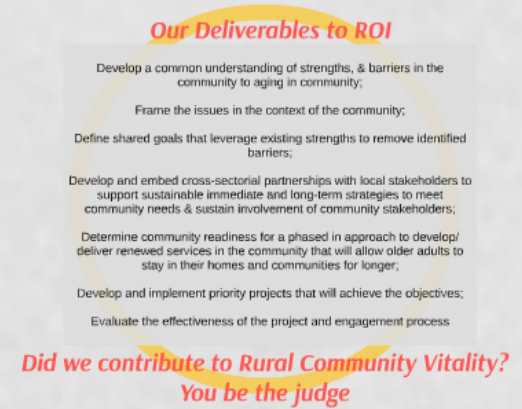 Our Deliverables to ROI
Develop a common understanding of strengths, & barriers in the
community to aging in community;
Frame the issues in the context of the community;
Define shared goals that leverage existing strengths to remove identified
barriers;
Develop and embed cross-sectorial partnerships with local stakeholders to
support sustainable immediate and long-term strategies to meet
community needs & sustain involvement of community stakeholders;
Determine community readiness for a phased in approach to develop/
deliver renewed services in the community that will allow older adults to
stay in their homes and communities for longer;
Develop and implement priority projects that will achieve the objectives;
Evaluate the effectiveness of the project and engagement process
Did we contribute to Rural Community Vitality?
You be the judge